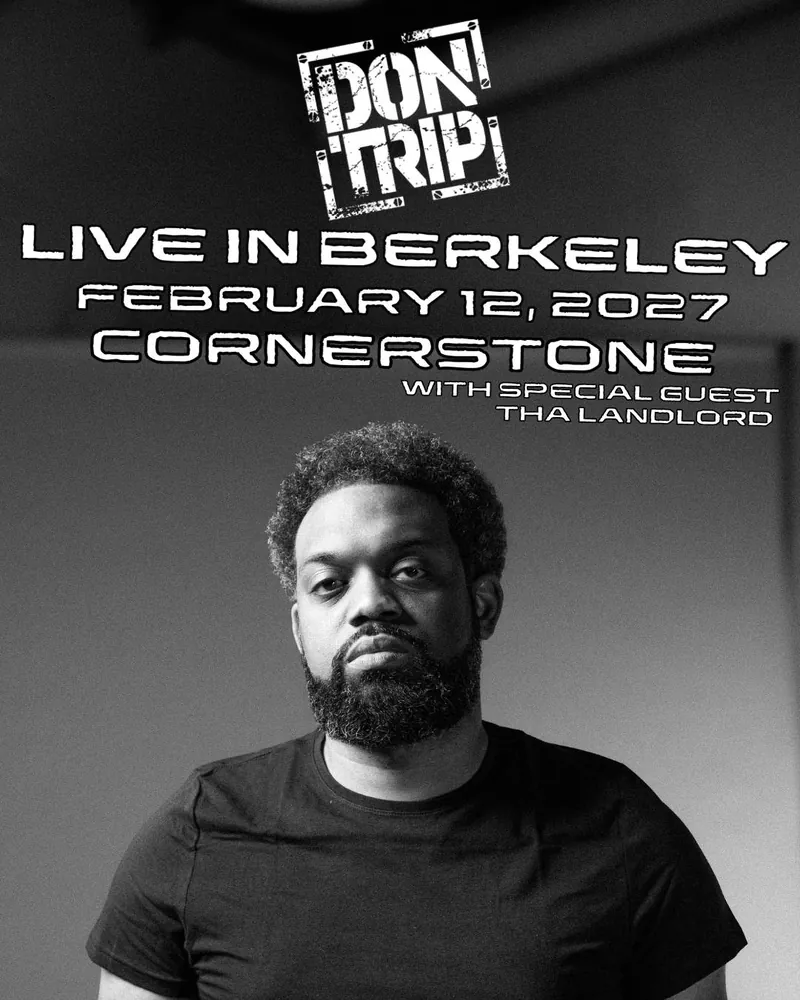 DON
TRIP
LIVE IN BERKELEY
FEBRUARY 12, 2027
CORNERSTONE
WITH SPECIAL GUEST
THA LANDLORD